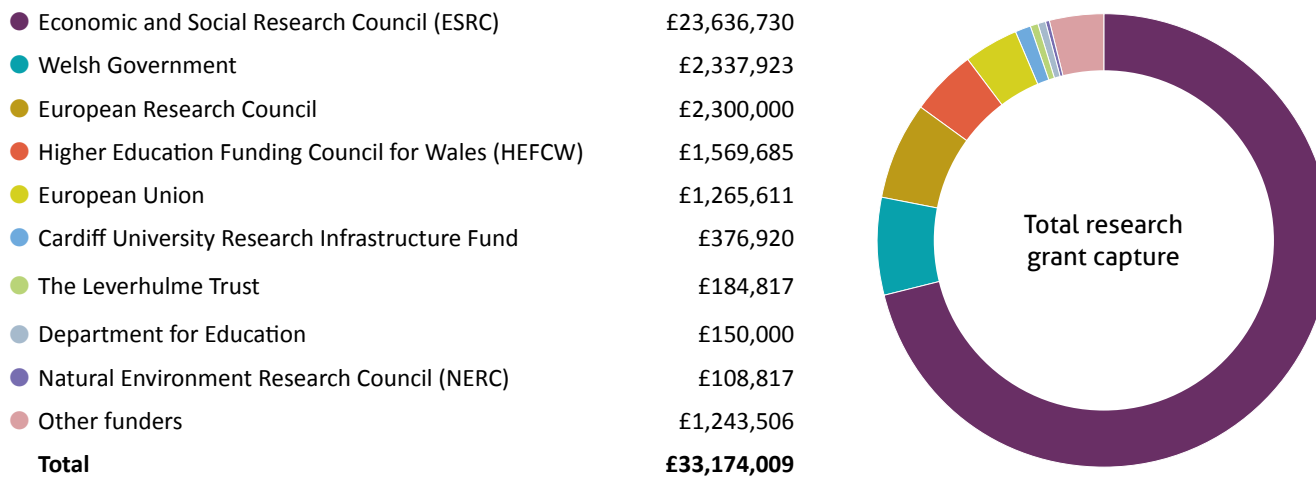 Economic and Social Research Council (ESRC) £23,636,730
Welsh Government £2,337,923
European Research Council £2,300,000
Higher Education Funding Council for Wales (HEFCW) £1,569,685
European Union £1,265,611
Cardiff University Research Infrastructure Fund £376,920
The Leverhulme Trust £184,817
Department for Education £150,000
Natural Environment Research Council (NERC) £108,817
Other funders £1,243,506
Total £33,174,009
Total research
grant capture